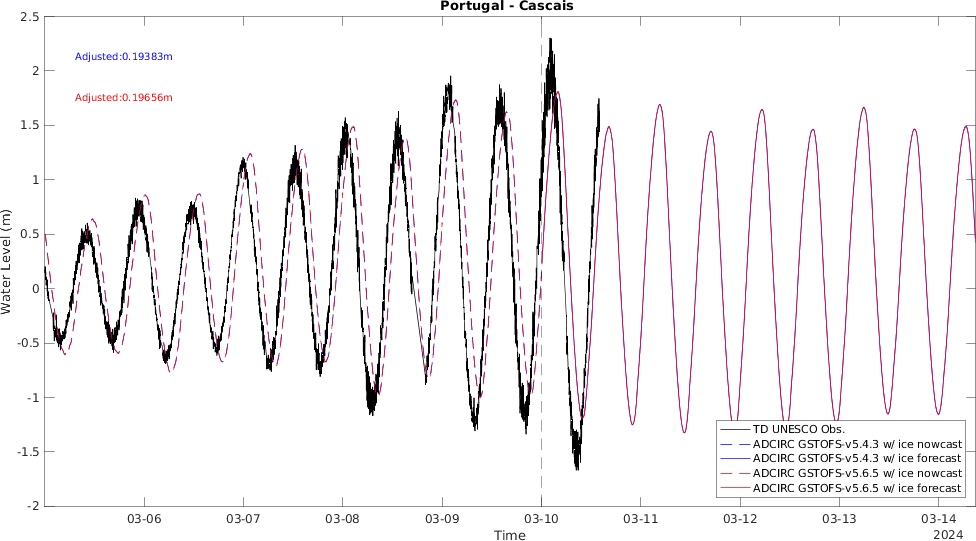 Portugal - Cascais
2.5
Adjusted:0.19383m
2
Adjusted:0.19656m
1.5
1
0.5
0
-0.5
-1
-1.5
-2
Water Level (m)
TD UNESCO Obs.
ADCIRC GSTOFS-v5.4.3 w/ ice nowcast
ADCIRC GSTOFS-v5.4.3 w/ ice forecast
ADCIRC GSTOFS-v5.6.5 w/ ice nowcast
ADCIRC GSTOFS-v5.6.5 w/ ice forecast
03-06 03-07 03-08 03-09 03-10 03-11 03-12 03-13 03-14
Time
2024